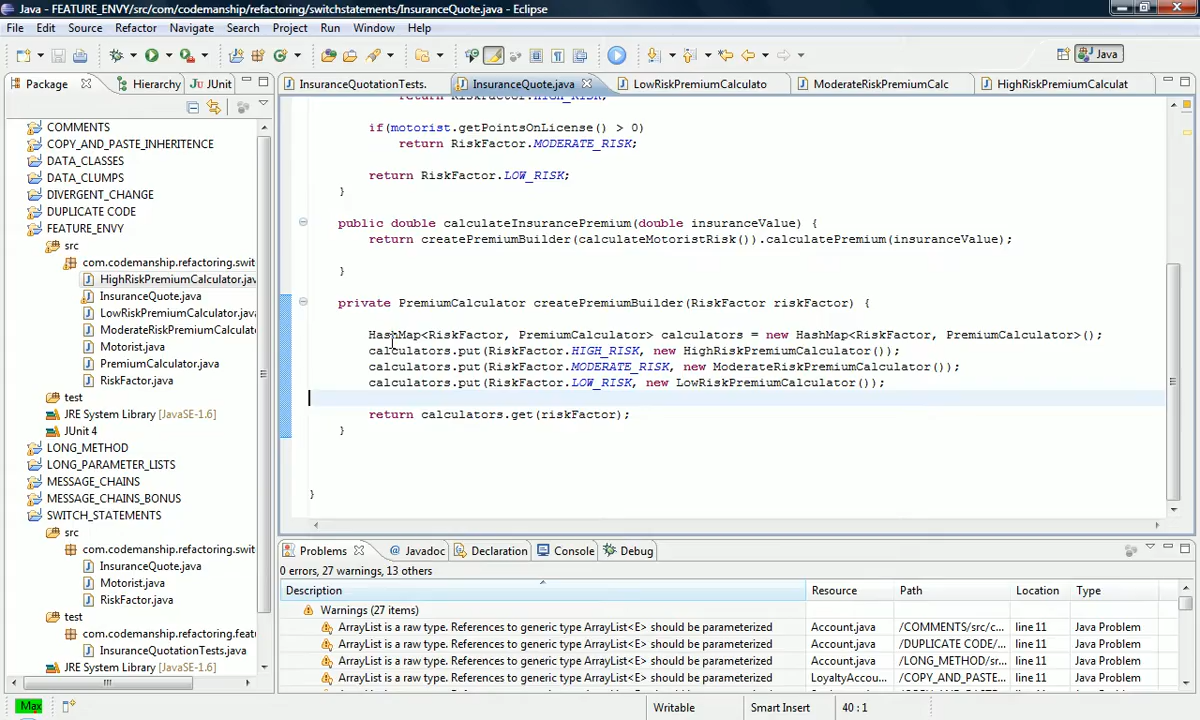 Java - FEATURE_ENVY/src/com/codemanship/refactoring/switchstatements/InsuranceQuote.java - Eclipse
File Edit Source Refactor Navigate Search Project Run Window Help
Java
Package
Hierarchy
JUnit
InsuranceQuotationTests.
InsuranceQuote.java
LowRiskPremiumCalculato
ModerateRiskPremiumCalc
HighRiskPremiumCalculat
COMMENTS
COPY_AND_PASTE_INHERITENCE
DATA_CLASSES
DATA_CLUMPS
DIVERGENT_CHANGE
DUPLICATE CODE
FEATURE_ENVY
src
com.codemanship.refactoring.swit
HighRiskPremiumCalculator.java
InsuranceQuote.java
LowRiskPremiumCalculator.java
ModerateRiskPremiumCalculator
Motorist.java
PremiumCalculator.java
RiskFactor.java
test
JRE System Library [JavaSE-1.6]
JUnit 4
LONG_METHOD
LONG_PARAMETER_LISTS
MESSAGE_CHAINS
MESSAGE_CHAINS_BONUS
SWITCH_STATEMENTS
src
com.codemanship.refactoring.swit
InsuranceQuote.java
Motorist.java
RiskFactor.java
test
com.codemanship.refactoring.feat
InsuranceQuotationTests.java
JRE System Library [JavaSE-1.6]
return RiskFactor.HIGH_RISK;
if(motorist.getPointsOnLicense() > 0)
return RiskFactor.MODERATE_RISK;
return RiskFactor.LOW_RISK;
}
public double calculateInsurancePremium(double insuranceValue) {
return createPremiumBuilder(calculateMotoristRisk()).calculatePremium(insuranceValue);
}
private PremiumCalculator createPremiumBuilder(RiskFactor riskFactor) {
HashMap<RiskFactor, PremiumCalculator> calculators = new HashMap<RiskFactor, PremiumCalculator>();
calculators.put(RiskFactor.HIGH_RISK, new HighRiskPremiumCalculator());
calculators.put(RiskFactor.MODERATE_RISK, new ModerateRiskPremiumCalculator());
calculators.put(RiskFactor.LOW_RISK, new LowRiskPremiumCalculator());
return calculators.get(riskFactor);
}
}
Problems @ Javadoc Declaration Console Debug
0 errors, 27 warnings, 13 others
Description Resource Path Location Type
Warnings (27 items)
ArrayList is a raw type. References to generic type ArrayList<E> should be parameterized Account.java /COMMENTS/src/c... line 11 Java Problem
ArrayList is a raw type. References to generic type ArrayList<E> should be parameterized Account.java /DUPLICATE CODE/... line 11 Java Problem
ArrayList is a raw type. References to generic type ArrayList<E> should be parameterized Account.java /LONG_METHOD/sr... line 11 Java Problem
ArrayList is a raw type. References to generic type ArrayList<E> should be parameterized LoyaltyAccou... /COPY_AND_PASTE... line 11 Java Problem
Max
Writable Smart Insert 40 : 1